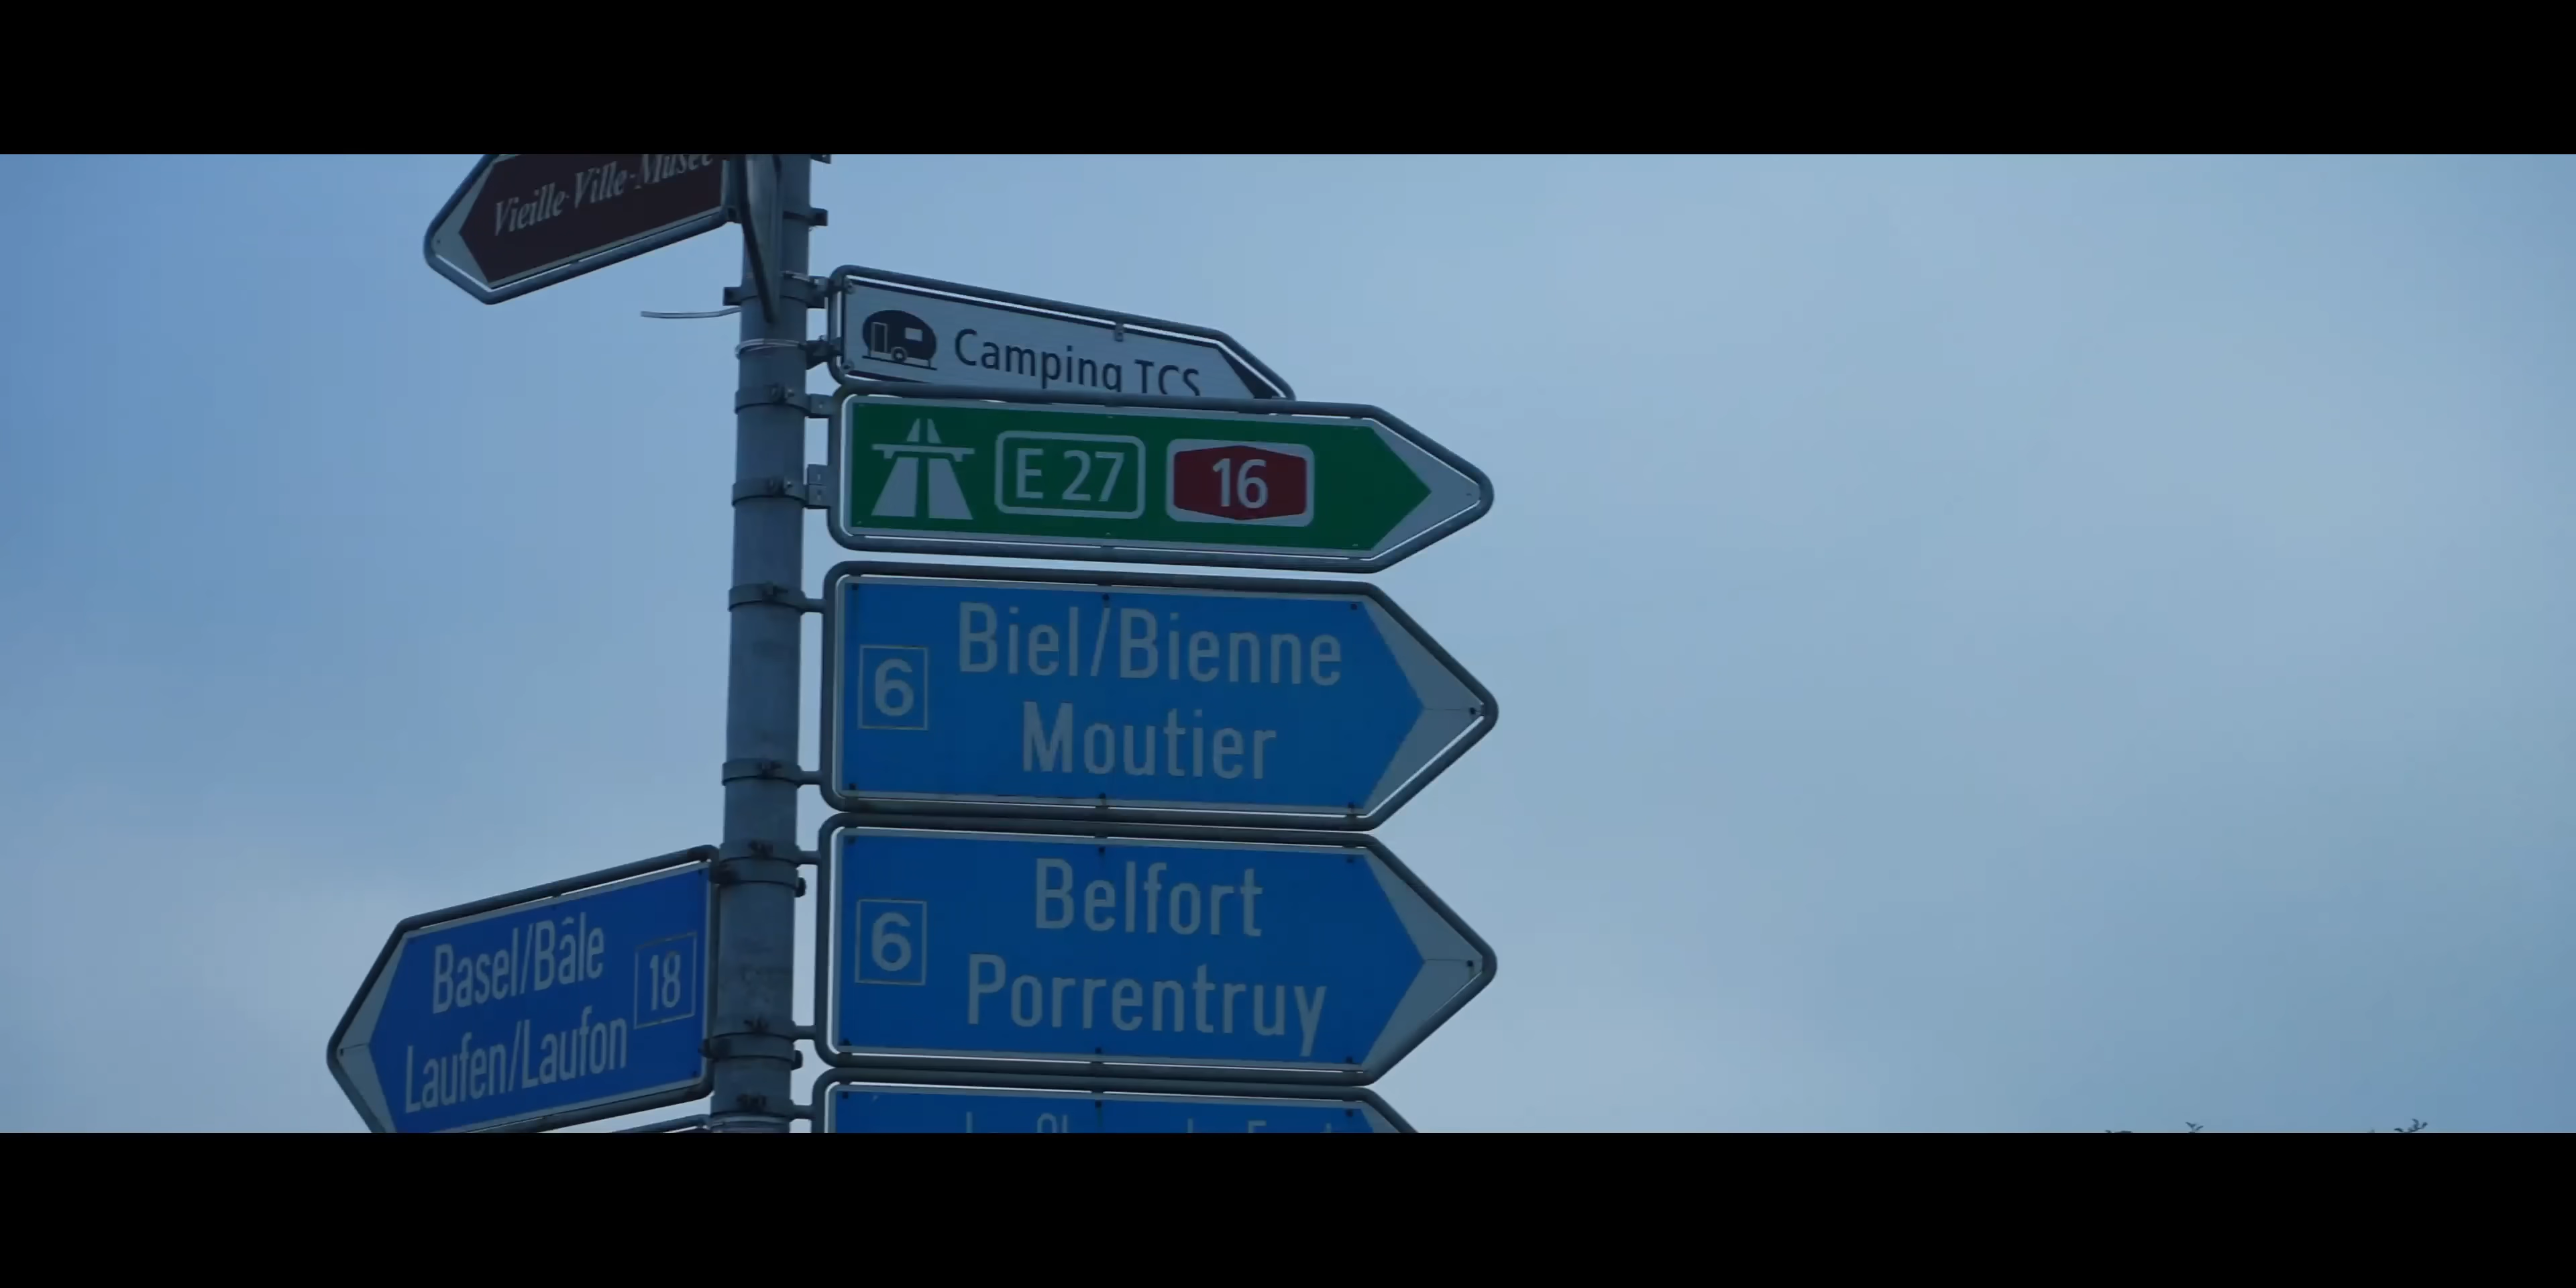 Vieille-Ville-Musée
Camping TCS
E 27 16
6 Biel/Bienne
Moutier
6 Belfort
Porrentruy
Basel/Bâle 18
Laufen/Laufon